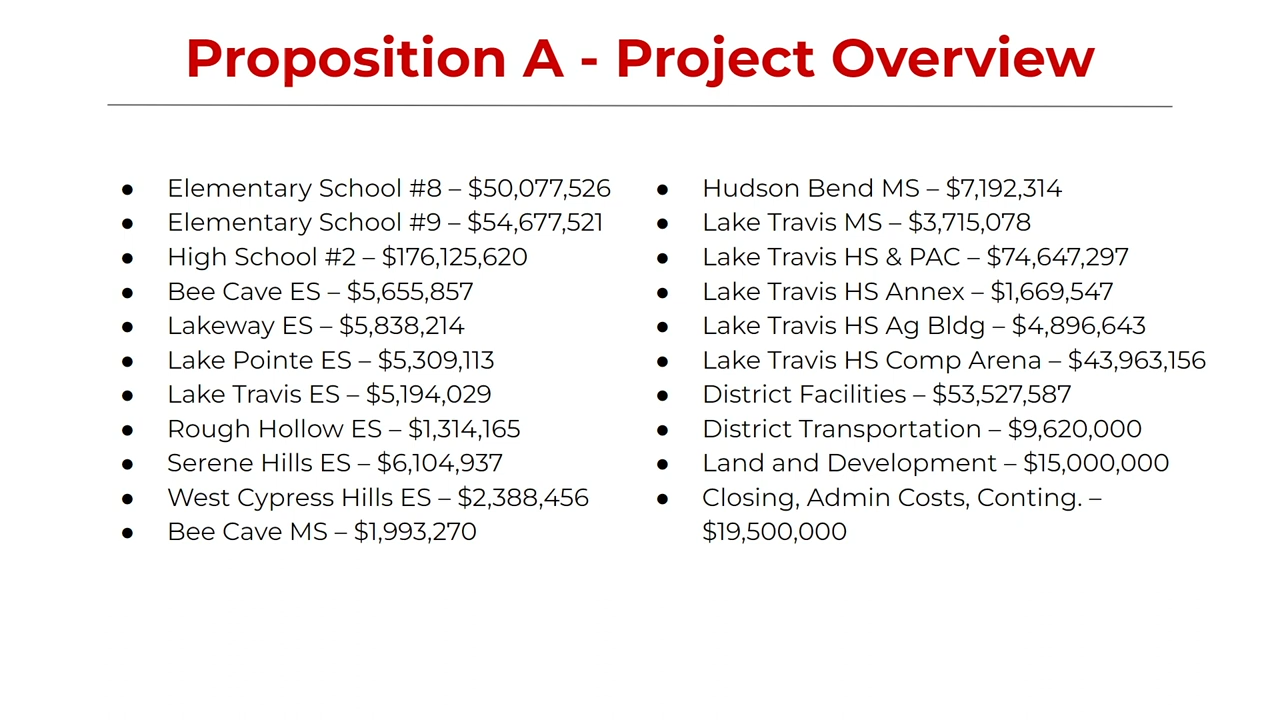 Proposition A - Project Overview
● Elementary School #8 – $50,077,526
● Elementary School #9 – $54,677,521
● High School #2 – $176,125,620
● Bee Cave ES – $5,655,857
● Lakeway ES – $5,838,214
● Lake Pointe ES – $5,309,113
● Lake Travis ES – $5,194,029
● Rough Hollow ES – $1,314,165
● Serene Hills ES – $6,104,937
● West Cypress Hills ES – $2,388,456
● Bee Cave MS – $1,993,270
● Hudson Bend MS – $7,192,314
● Lake Travis MS – $3,715,078
● Lake Travis HS & PAC – $74,647,297
● Lake Travis HS Annex – $1,669,547
● Lake Travis HS Ag Bldg – $4,896,643
● Lake Travis HS Comp Arena – $43,963,156
● District Facilities – $53,527,587
● District Transportation – $9,620,000
● Land and Development – $15,000,000
● Closing, Admin Costs, Conting. –
$19,500,000